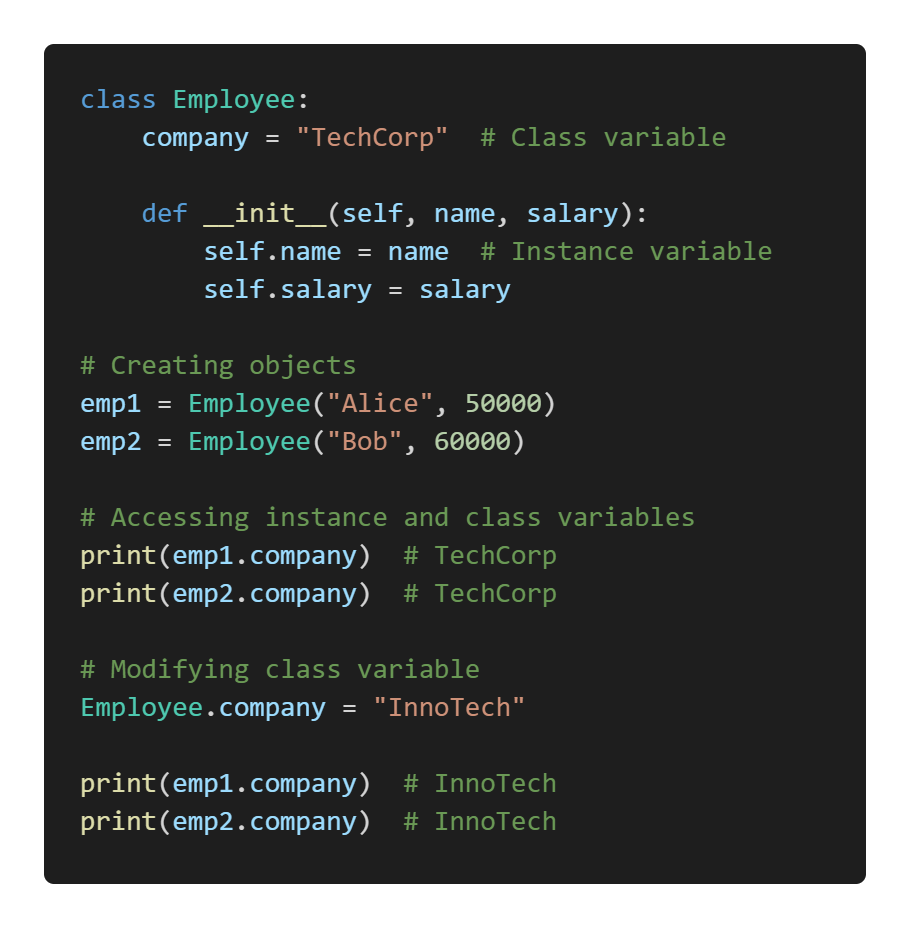 class Employee:
    company = "TechCorp"  # Class variable

    def __init__(self, name, salary):
        self.name = name  # Instance variable
        self.salary = salary

# Creating objects
emp1 = Employee("Alice", 50000)
emp2 = Employee("Bob", 60000)

# Accessing instance and class variables
print(emp1.company)  # TechCorp
print(emp2.company)  # TechCorp

# Modifying class variable
Employee.company = "InnoTech"

print(emp1.company)  # InnoTech
print(emp2.company)  # InnoTech